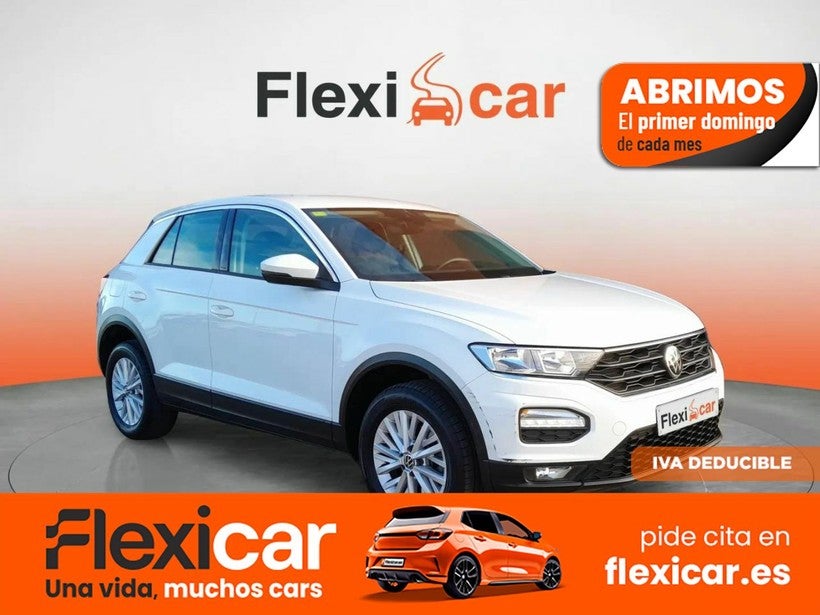 Flexicar
ABRIMOS
El primer domingo
de cada mes
Flexicar
IVA DEDUCIBLE
Flexicar
Una vida, muchos cars
pide cita en
flexicar.es